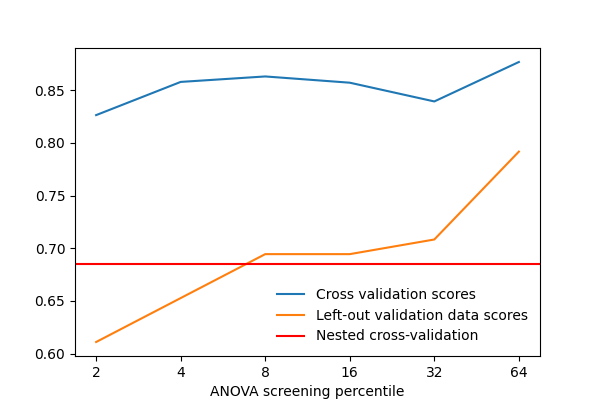 0.85
0.80
0.75
0.70
0.65
0.60
Cross validation scores
Left-out validation data scores
Nested cross-validation
2 4 8 16 32 64
ANOVA screening percentile